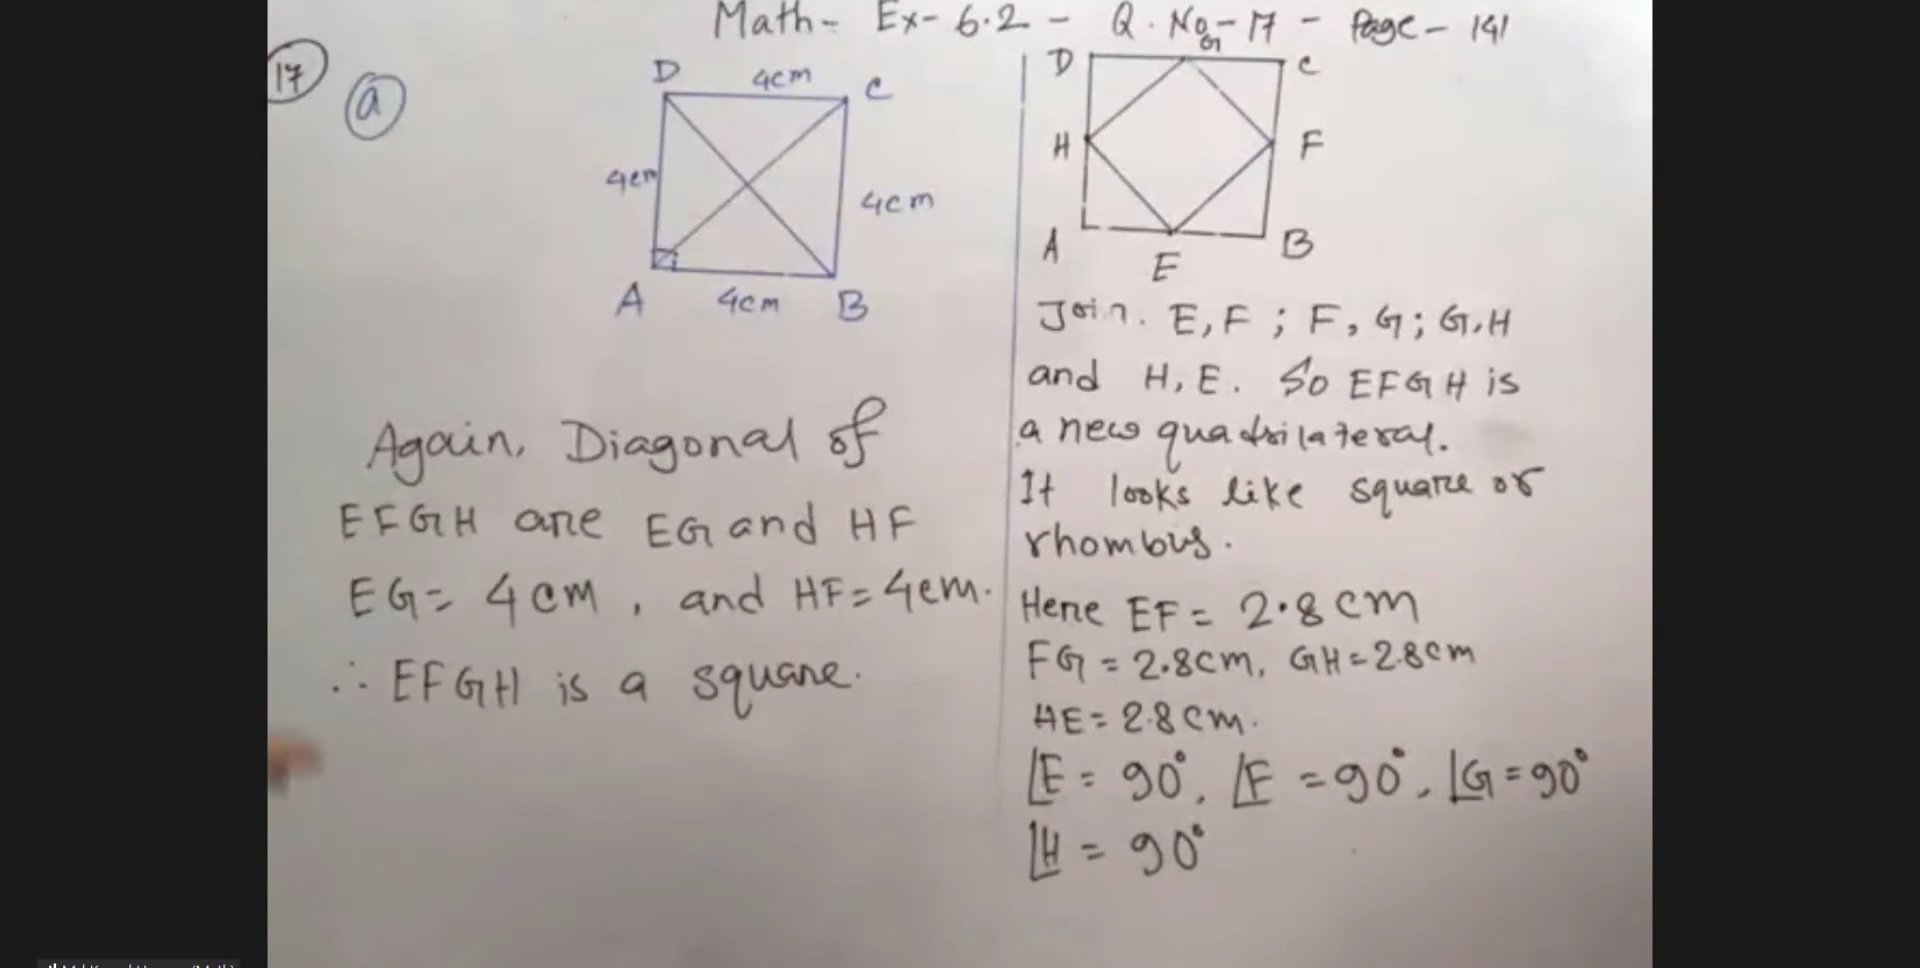 Math - Ex - 6.2 - Q. No - 17 - Page - 141
17
a
D 4cm C
4cm
4cm
A 4cm B
D G C
H F
A E B
Join. E, F ; F, G ; G, H
and H, E. So EFGH is
a new quadrilateral.
It looks like square or
rhombus.
Here EF = 2.8 cm
FG = 2.8cm, GH = 2.8cm
HE = 2.8 cm.
∠E = 90°, ∠F = 90°, ∠G = 90°
∠H = 90°
Again, Diagonal of
EFGH are EG and HF
EG = 4 cm, and HF = 4cm.
∴ EFGH is a square.